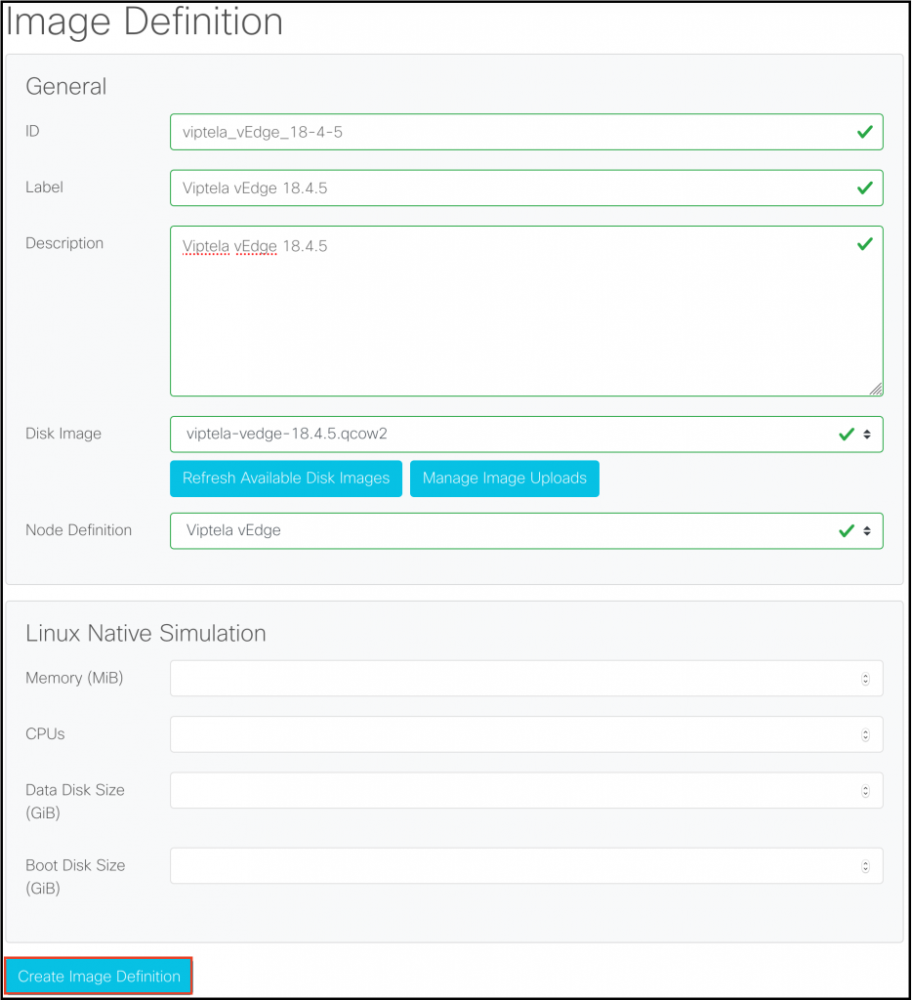 Image Definition
General
ID
viptela_vEdge_18-4-5
Label
Viptela vEdge 18.4.5
Description
Viptela vEdge 18.4.5
Disk Image
viptela-vedge-18.4.5.qcow2
Refresh Available Disk Images
Manage Image Uploads
Node Definition
Viptela vEdge
Linux Native Simulation
Memory (MiB)
CPUs
Data Disk Size
(GiB)
Boot Disk Size
(GiB)
Create Image Definition